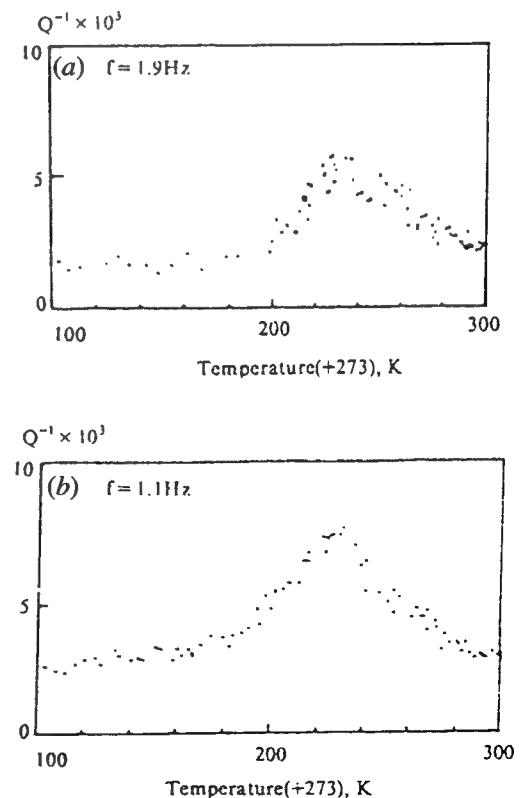 Q⁻¹ × 10³
10
(a) f = 1.9Hz
5
0
100 200 300
Temperature(+273), K
Q⁻¹ × 10³
10
(b) f = 1.1Hz
5
0
100 200 300
Temperature(+273), K